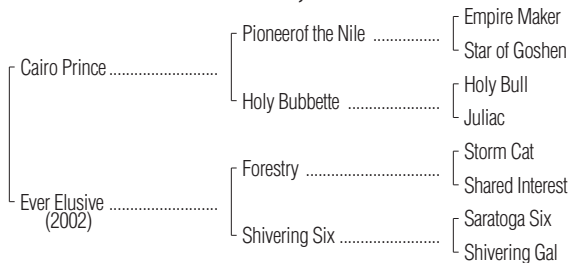 Empire Maker
Pioneerof the Nile ................
Star of Goshen
Cairo Prince ........................
Holy Bull
Holy Bubbette ......................
Juliac
Storm Cat
Forestry ................................
Shared Interest
Ever Elusive ........................
(2002)
Saratoga Six
Shivering Six ........................
Shivering Gal